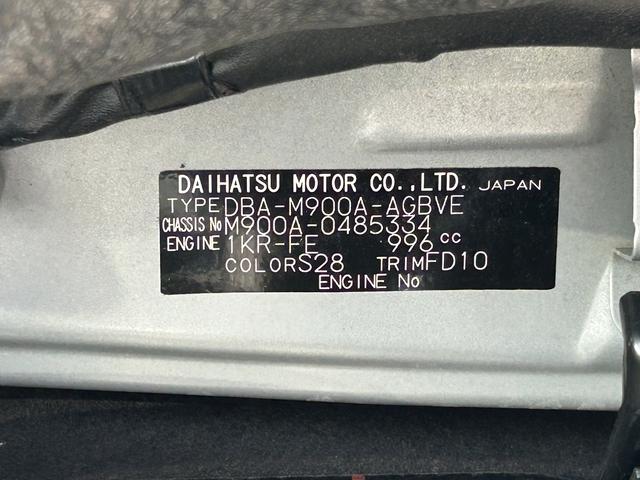 DAIHATSU MOTOR CO.,LTD. JAPAN
TYPE DBA-M900A-AGBVE
CHASSIS No M900A-0485334
ENGINE 1KR-FE 996 cc
COLOR S28 TRIM FD10
ENGINE No